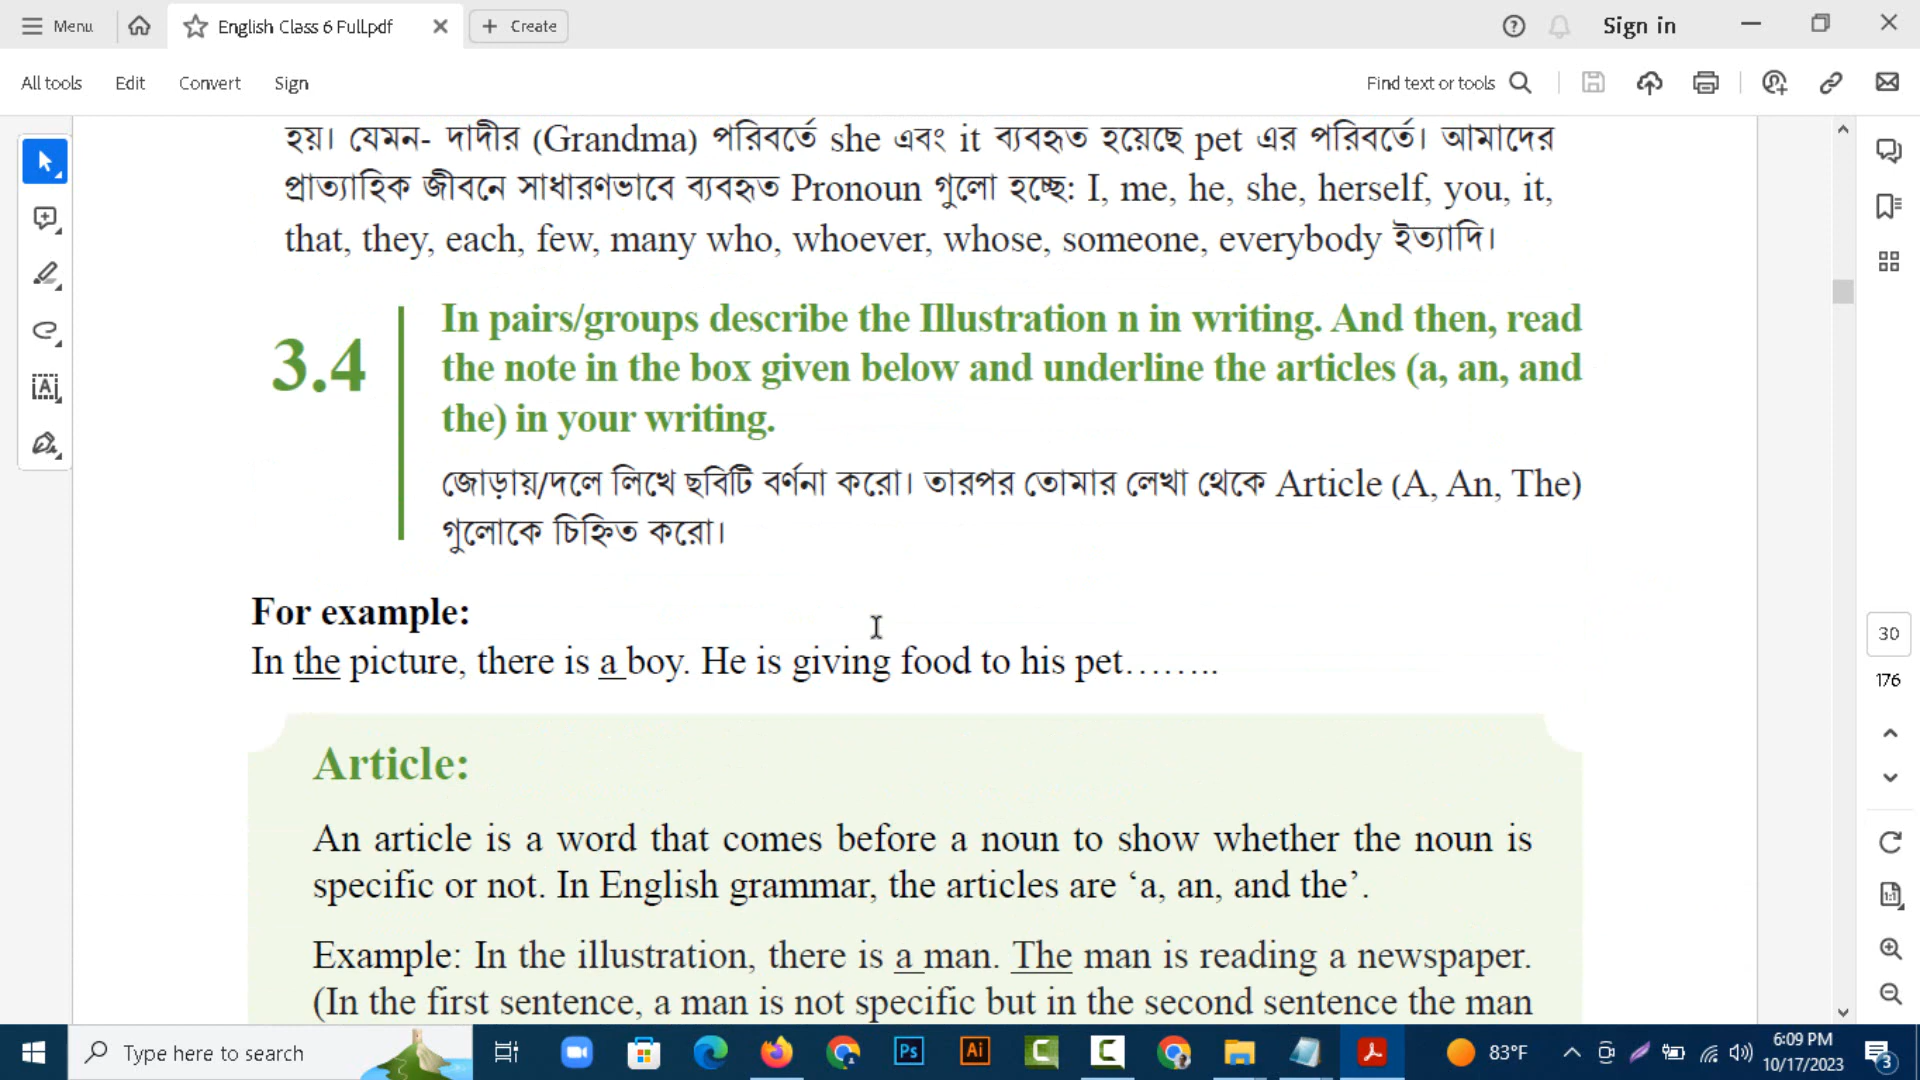 Menu
English Class 6 Full.pdf
Create
Sign in
All tools
Edit
Convert
Sign
Find text or tools
হয়। যেমন- দাদীর (Grandma) পরিবর্তে she এবং it ব্যবহৃত হয়েছে pet এর পরিবর্তে। আমাদের
প্রাত্যাহিক জীবনে সাধারণভাবে ব্যবহৃত Pronoun গুলো হচ্ছে: I, me, he, she, herself, you, it,
that, they, each, few, many who, whoever, whose, someone, everybody ইত্যাদি।
3.4
In pairs/groups describe the Illustration n in writing. And then, read
the note in the box given below and underline the articles (a, an, and
the) in your writing.
জোড়ায়/দলে লিখে ছবিটি বর্ণনা করো। তারপর তোমার লেখা থেকে Article (A, An, The)
গুলোকে চিহ্নিত করো।
For example:
In the picture, there is a boy. He is giving food to his pet……..
Article:
An article is a word that comes before a noun to show whether the noun is
specific or not. In English grammar, the articles are ‘a, an, and the’.
Example: In the illustration, there is a man. The man is reading a newspaper.
(In the first sentence, a man is not specific but in the second sentence the man
30
176
Type here to search
Ps
Ai
83°F
6:09 PM
10/17/2023
3